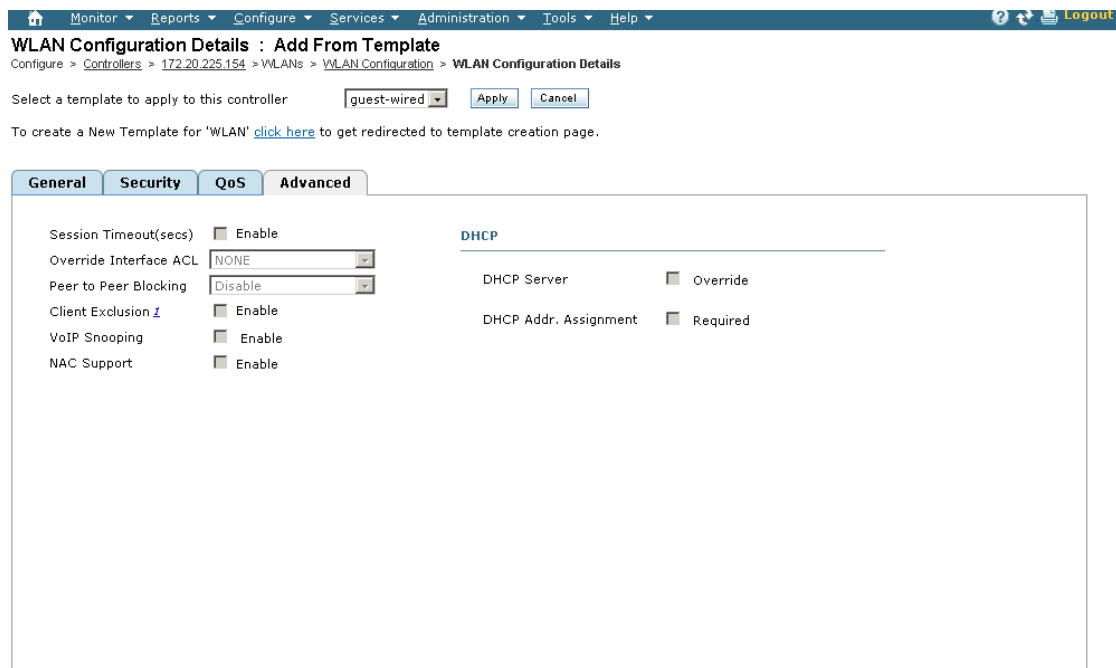 Monitor Reports Configure Services Administration Tools Help Logout
WLAN Configuration Details : Add From Template
Configure > Controllers > 172.20.225.154 > WLANs > WLAN Configuration > WLAN Configuration Details
Select a template to apply to this controller guest-wired Apply Cancel
To create a New Template for 'WLAN' click here to get redirected to template creation page.
General Security QoS Advanced
Session Timeout(secs) Enable
Override Interface ACL NONE
Peer to Peer Blocking Disable
Client Exclusion 1 Enable
VoIP Snooping Enable
NAC Support Enable
DHCP
DHCP Server Override
DHCP Addr. Assignment Required